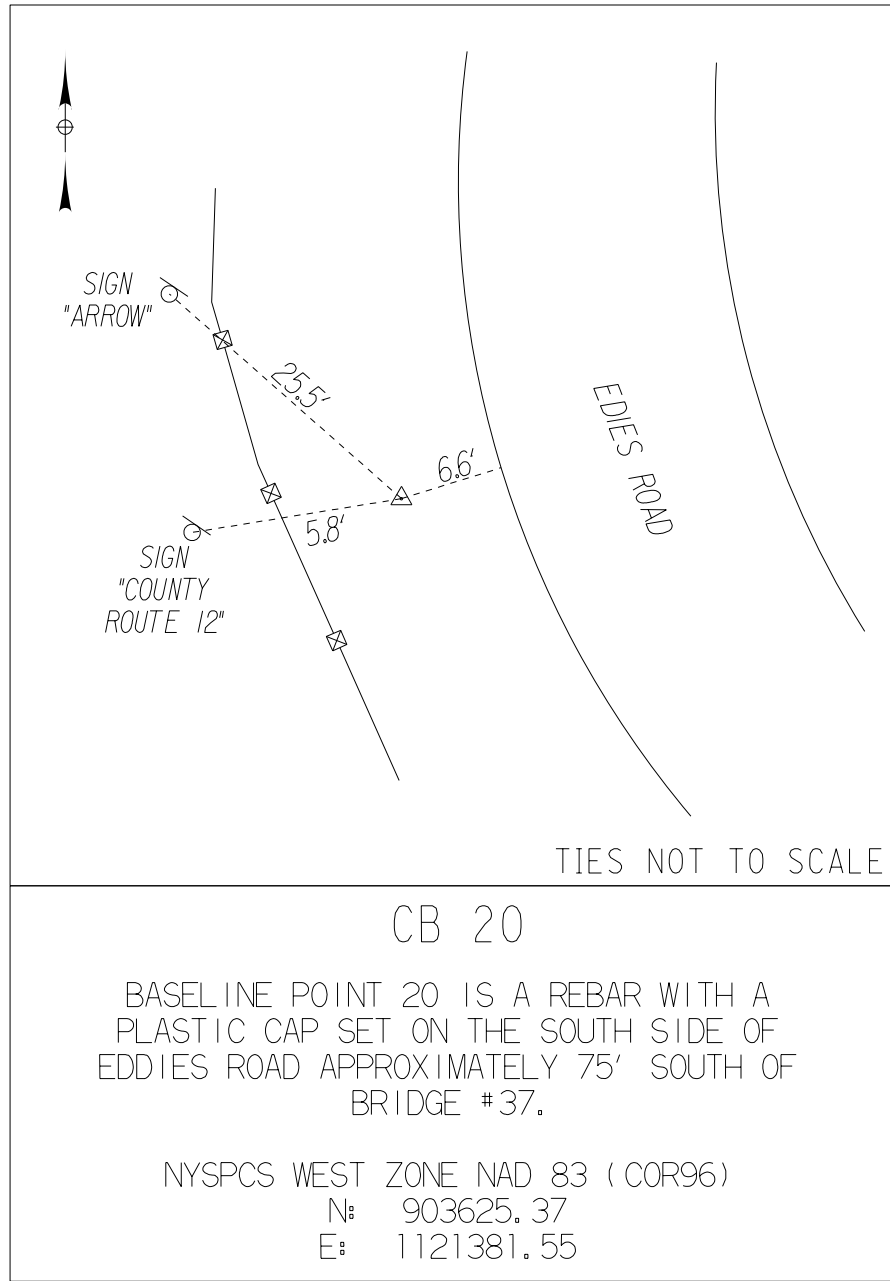 SIGN
"ARROW"
25.5'
EDIES ROAD
6.6'
5.8'
SIGN
"COUNTY
ROUTE 12"
TIES NOT TO SCALE
CB 20
BASELINE POINT 20 IS A REBAR WITH A
PLASTIC CAP SET ON THE SOUTH SIDE OF
EDDIES ROAD APPROXIMATELY 75' SOUTH OF
BRIDGE #37.
NYSPCS WEST ZONE NAD 83 (COR96)
N: 903625.37
E: 1121381.55